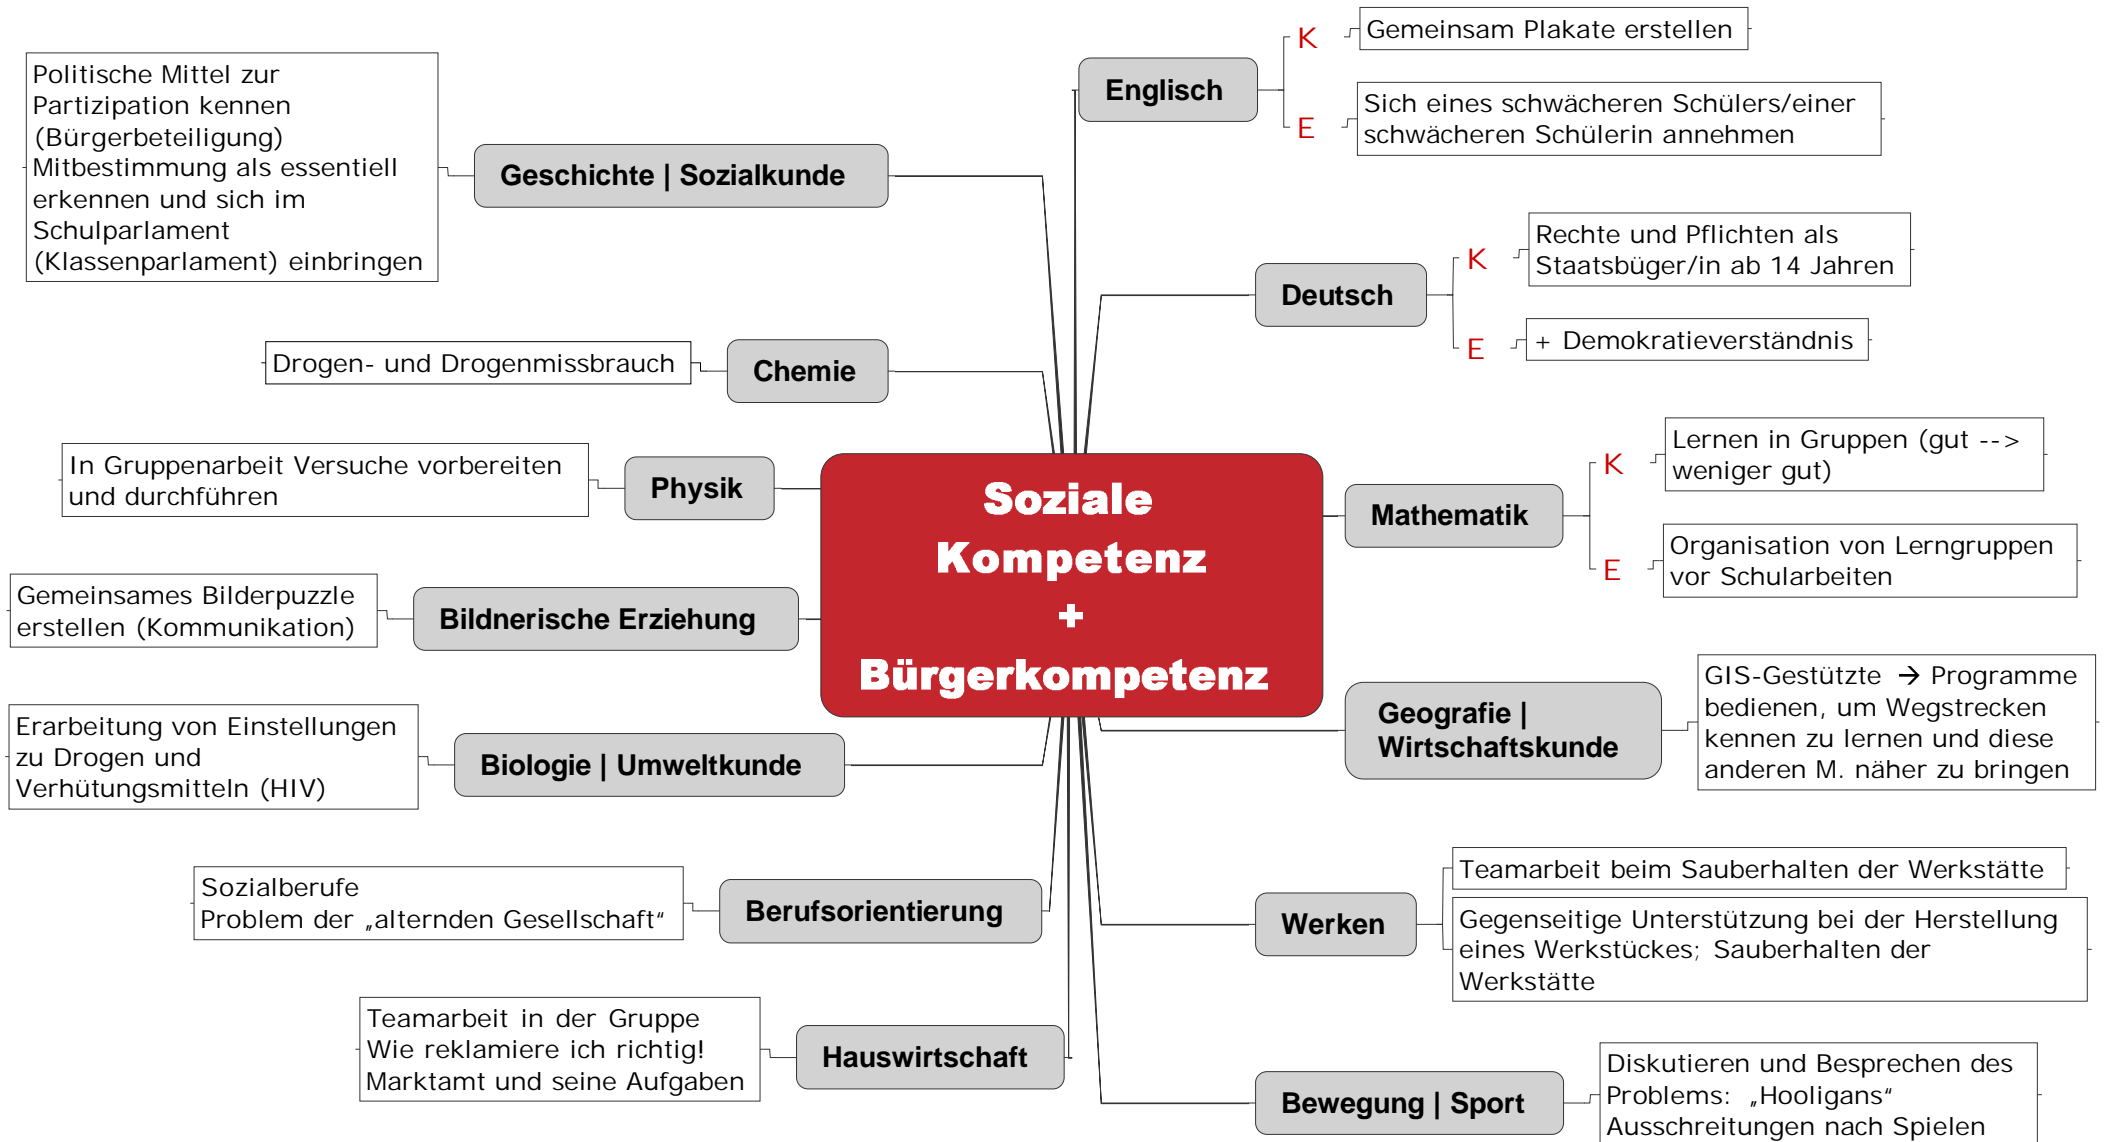 Soziale
Kompetenz
+
Bürgerkompetenz
Englisch
K
Gemeinsam Plakate erstellen
E
Sich eines schwächeren Schülers/einer
schwächeren Schülerin annehmen
Deutsch
K
Rechte und Pflichten als
Staatsbüger/in ab 14 Jahren
E
+ Demokratieverständnis
Mathematik
K
Lernen in Gruppen (gut -->
weniger gut)
E
Organisation von Lerngruppen
vor Schularbeiten
Geografie |
Wirtschaftskunde
GIS-Gestützte → Programme
bedienen, um Wegstrecken
kennen zu lernen und diese
anderen M. näher zu bringen
Werken
Teamarbeit beim Sauberhalten der Werkstätte
Gegenseitige Unterstützung bei der Herstellung
eines Werkstückes; Sauberhalten der
Werkstätte
Bewegung | Sport
Diskutieren und Besprechen des
Problems: „Hooligans“
Ausschreitungen nach Spielen
Geschichte | Sozialkunde
Politische Mittel zur
Partizipation kennen
(Bürgerbeteiligung)
Mitbestimmung als essentiell
erkennen und sich im
Schulparlament
(Klassenparlament) einbringen
Chemie
Drogen- und Drogenmissbrauch
Physik
In Gruppenarbeit Versuche vorbereiten
und durchführen
Bildnerische Erziehung
Gemeinsames Bilderpuzzle
erstellen (Kommunikation)
Biologie | Umweltkunde
Erarbeitung von Einstellungen
zu Drogen und
Verhütungsmitteln (HIV)
Berufsorientierung
Sozialberufe
Problem der „alternden Gesellschaft“
Hauswirtschaft
Teamarbeit in der Gruppe
Wie reklamiere ich richtig!
Marktamt und seine Aufgaben